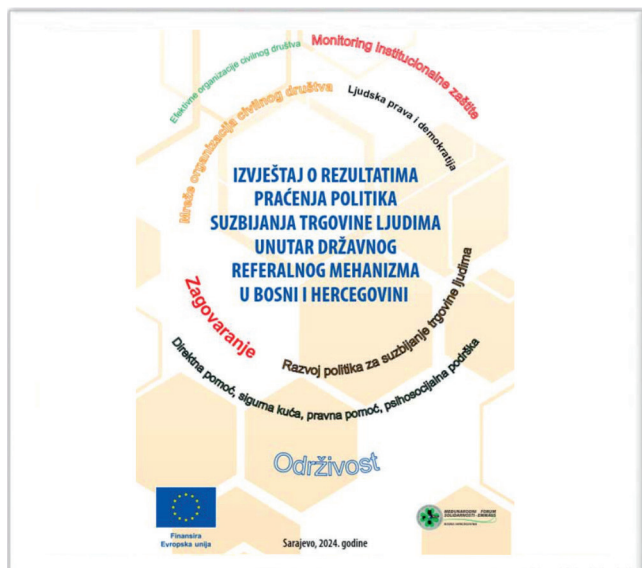 Efektivne organizacije civilnog društva
Monitoring institucionalne zaštite
Mreže organizacija civilnog društva
Ljudska prava i demokratija
IZVJEŠTAJ O REZULTATIMA
PRAĆENJA POLITIKA
SUZBIJANJA TRGOVINE LJUDIMA
UNUTAR DRŽAVNOG
REFERALNOG MEHANIZMA
U BOSNI I HERCEGOVINI
Zagovaranje
Razvoj politika za suzbijanje trgovine ljudima
Direktna pomoć, sigurna kuća, pravna pomoć, psihosocijalna podrška
Održivost
Finansira
Evropska unija
Sarajevo, 2024. godine
MEĐUNARODNI FORUM
SOLIDARNOSTI - EMMAUS
BOSNA I HERCEGOVINA